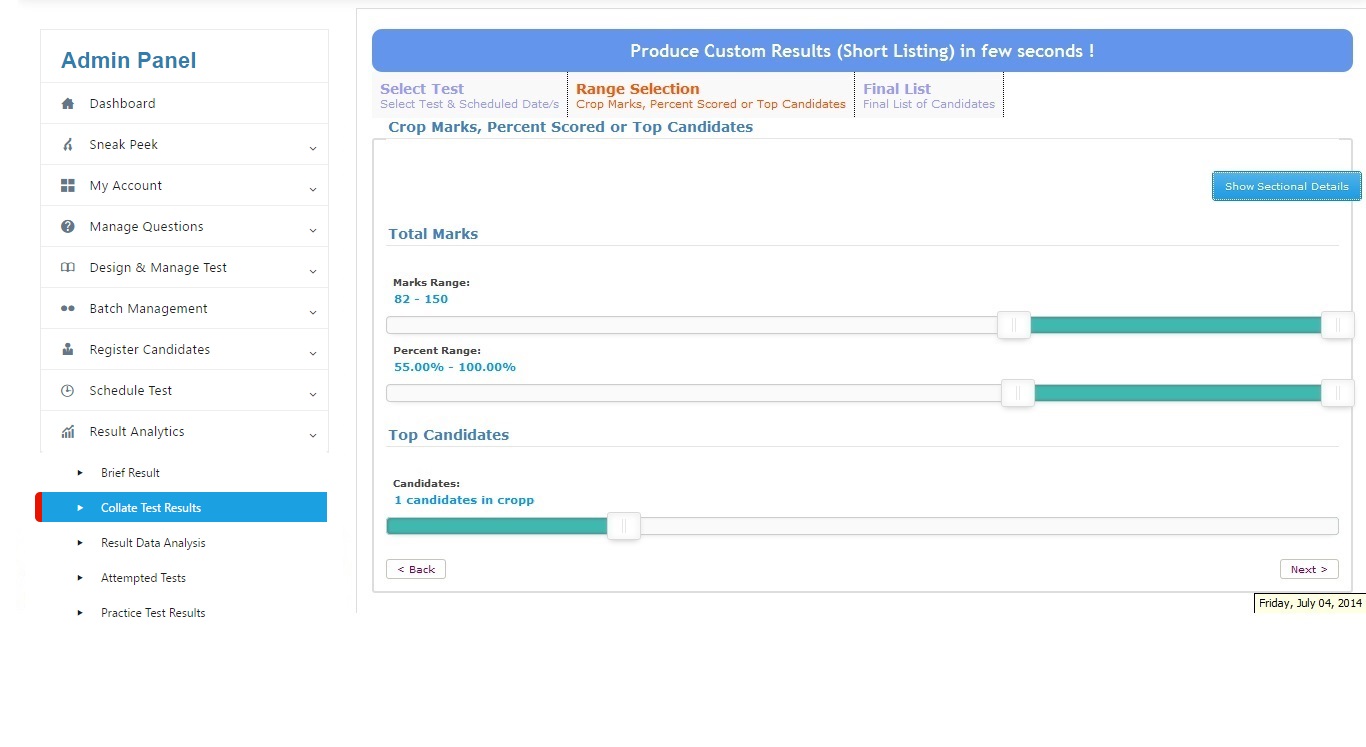 Admin Panel
Dashboard
Sneak Peek
My Account
Manage Questions
Design & Manage Test
Batch Management
Register Candidates
Schedule Test
Result Analytics
Brief Result
Collate Test Results
Result Data Analysis
Attempted Tests
Practice Test Results
Produce Custom Results (Short Listing) in few seconds !
Select Test
Select Test & Scheduled Date/s
Range Selection
Crop Marks, Percent Scored or Top Candidates
Final List
Final List of Candidates
Crop Marks, Percent Scored or Top Candidates
Show Sectional Details
Total Marks
Marks Range:
82 - 150
Percent Range:
55.00% - 100.00%
Top Candidates
Candidates:
1 candidates in cropp
< Back
Next >
Friday, July 04, 2014